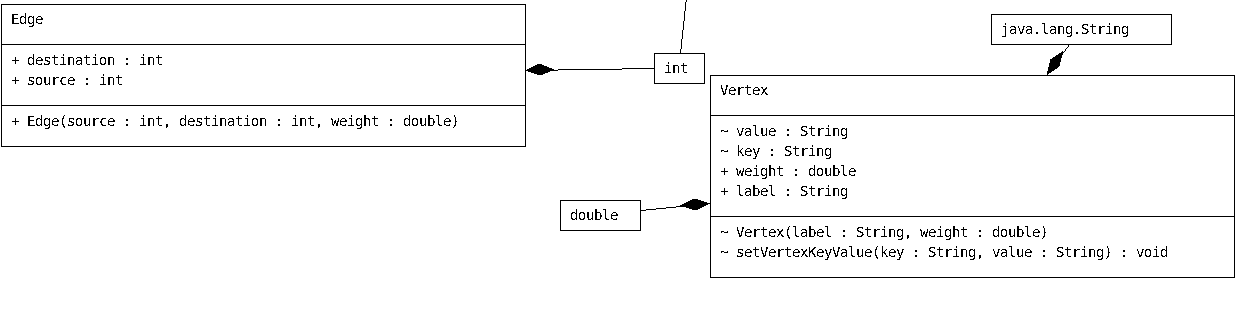 Edge
+ destination : int
+ source : int
+ Edge(source : int, destination : int, weight : double)
int
java.lang.String
Vertex
~ value : String
~ key : String
+ weight : double
+ label : String
~ Vertex(label : String, weight : double)
~ setVertexKeyValue(key : String, value : String) : void
double